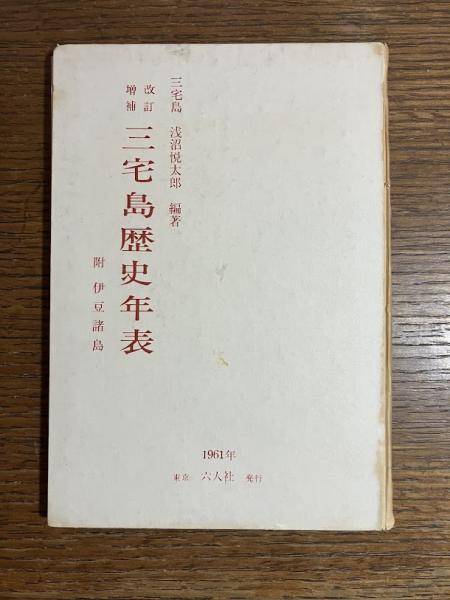 三宅島 浅沼悦太郎 編著
改訂
増補
三宅島歴史年表
附 伊豆諸島
1961年
東京 六人社 発行